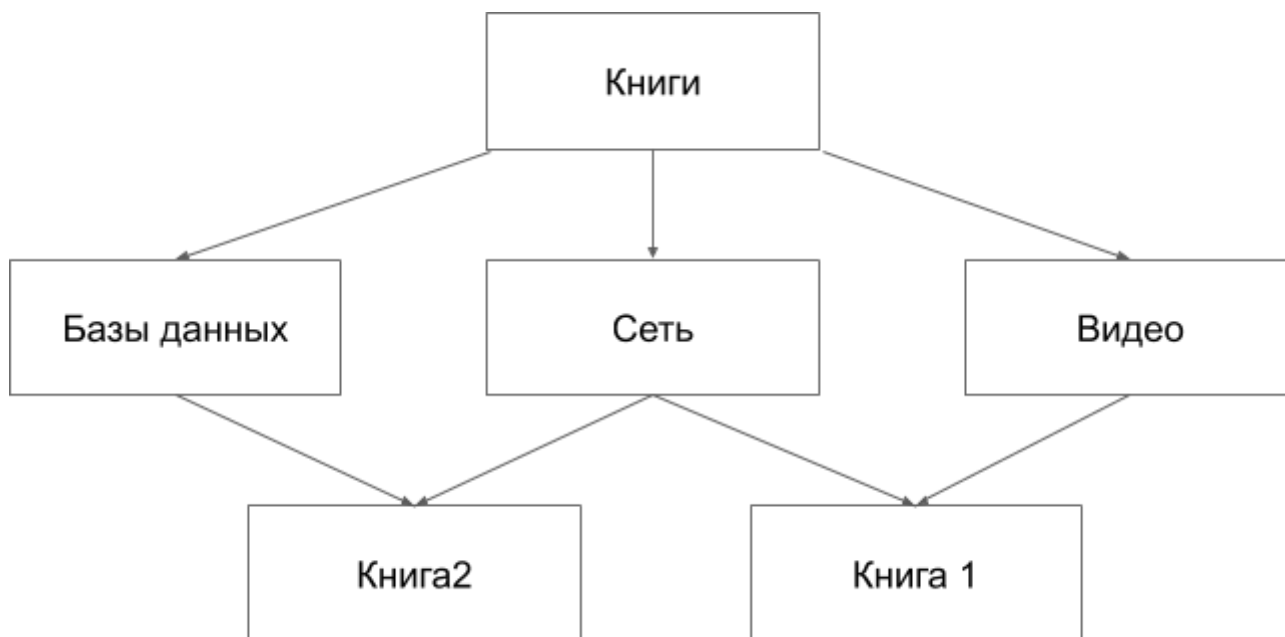 Книги
Базы данных
Сеть
Видео
Книга2
Книга 1